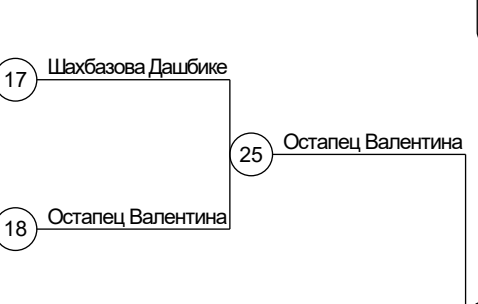 17 Шахбазова Дашбике
25 Остапец Валентина
18 Остапец Валентина